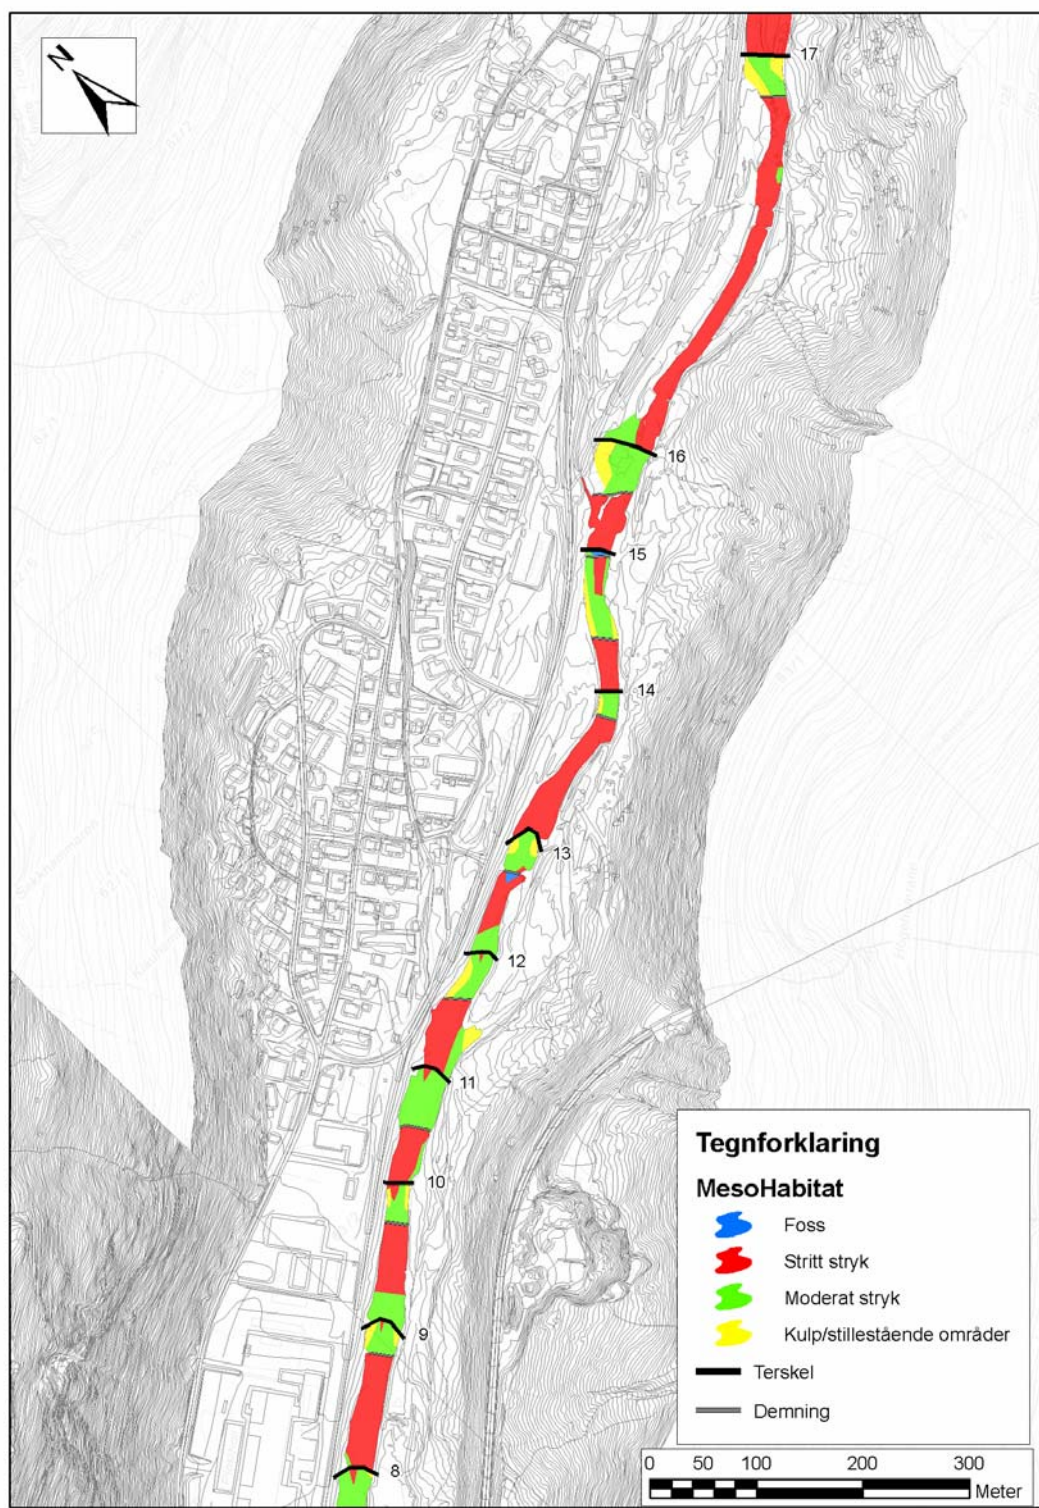 N
17
16
15
14
13
12
11
10
9
8
Tegnforklaring
MesoHabitat
Foss
Stritt stryk
Moderat stryk
Kulp/stillestående områder
Terskel
Demning
0 50 100 200 300
Meter